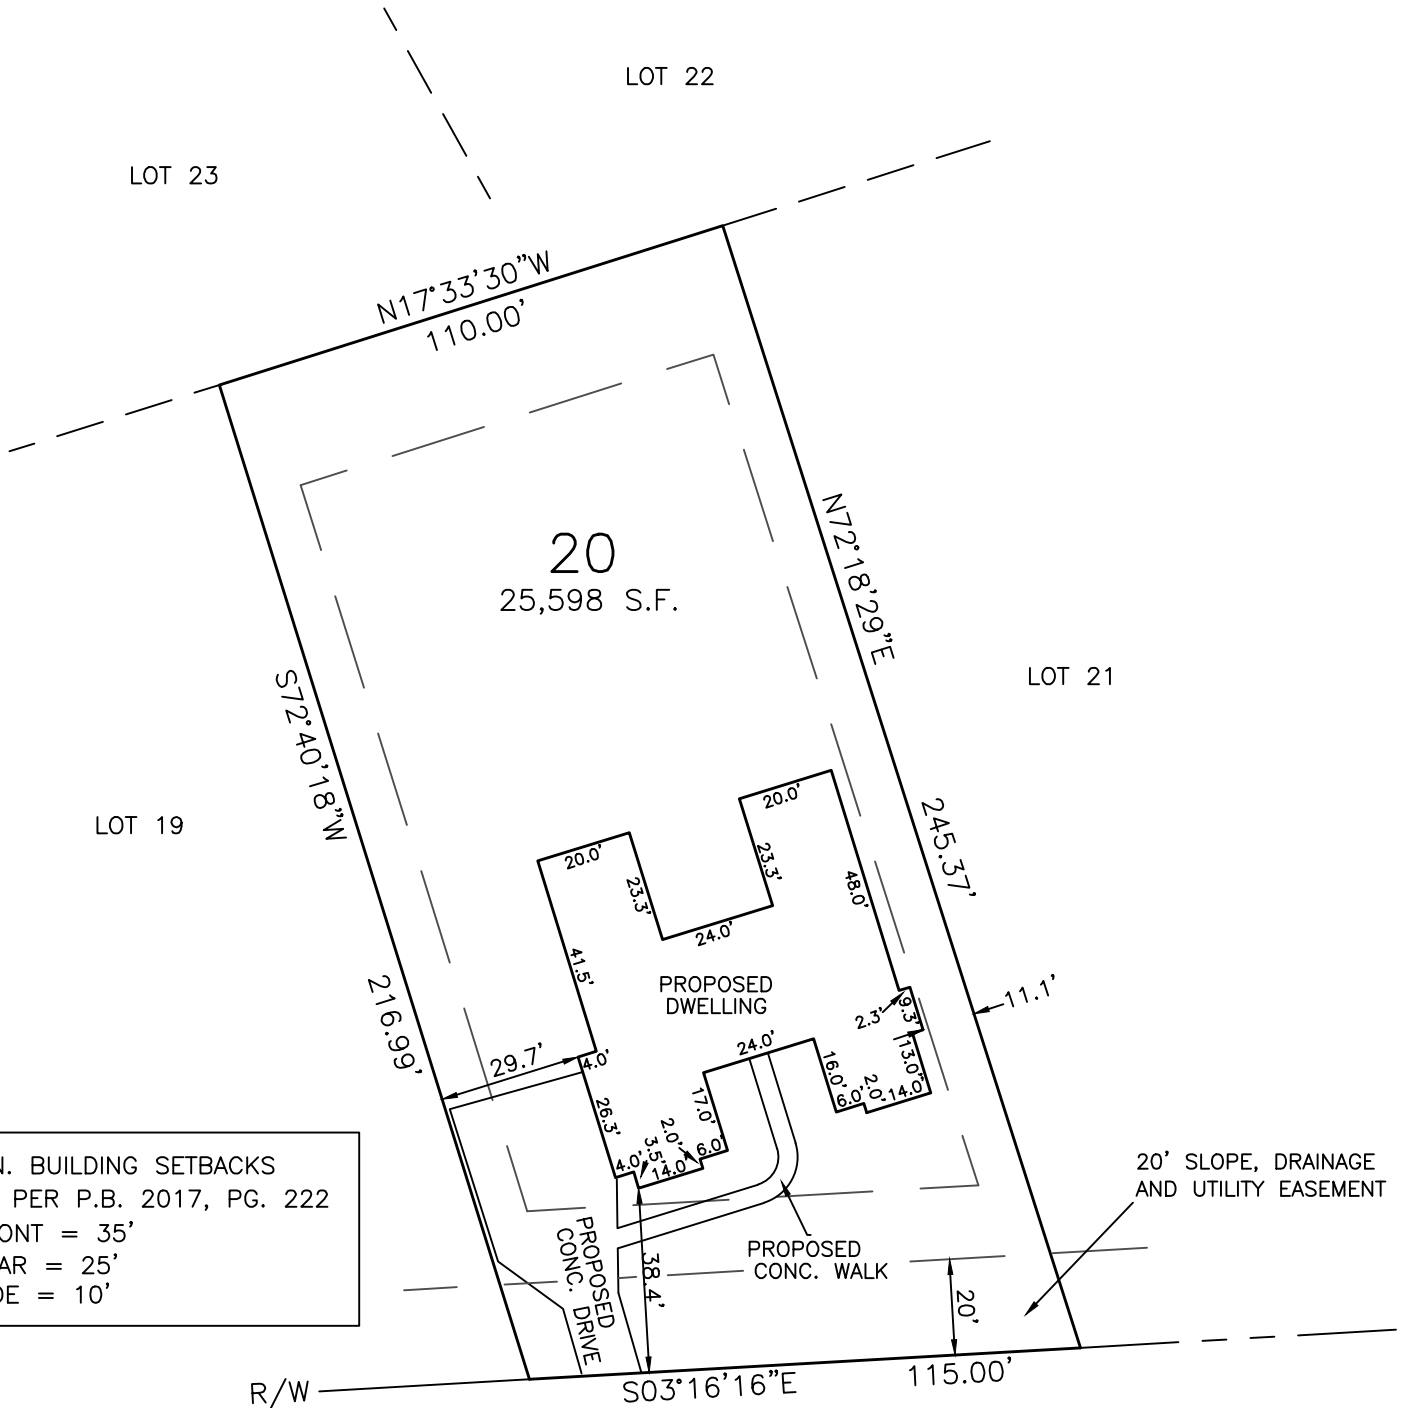 LOT 22
LOT 23
N17°33'30"W
110.00'
20
25,598 S.F.
N72°18'29"E
245.37'
LOT 21
S72°40'18"W
216.99'
LOT 19
20.0'
23.3'
24.0'
23.3'
20.0'
48.0'
41.5'
PROPOSED
DWELLING
2.3'
9.3'
11.1'
13.0"
29.7'
4.0'
24.0'
16.0'
6.0'
2.0'
14.0'
26.3'
17.0'
2.0'
6.0'
4.0'
3.5'
14.0'
N. BUILDING SETBACKS
PER P.B. 2017, PG. 222
ONT = 35'
AR = 25'
DE = 10'
20' SLOPE, DRAINAGE
AND UTILITY EASEMENT
PROPOSED
CONC. WALK
PROPOSED
CONC. DRIVE
38.4'
20'
R/W
S03°16'16"E
115.00'